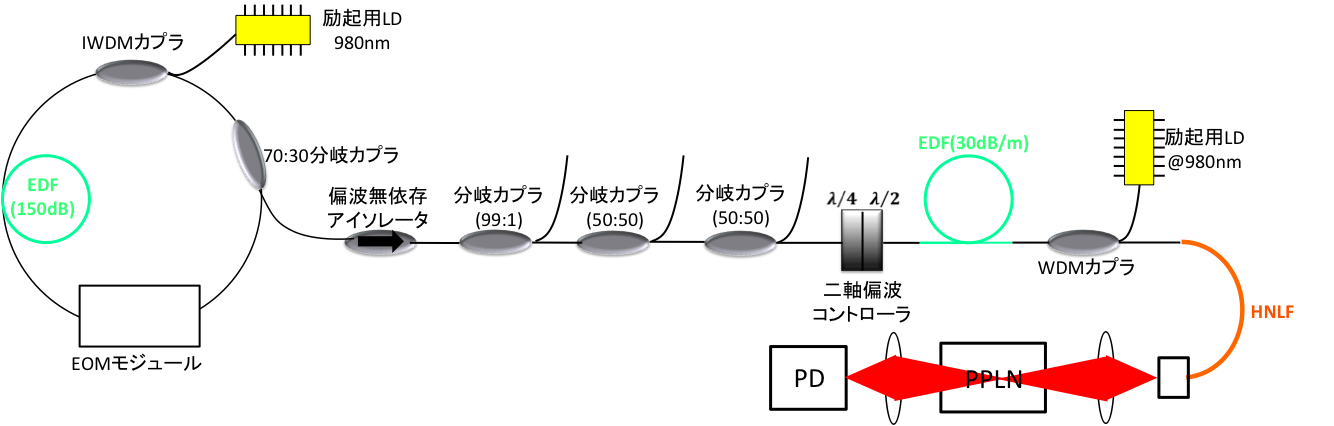 励起用LD
980nm
IWDMカプラ
70:30分岐カプラ
EDF
(150dB)
EOMモジュール
偏波無依存
アイソレータ
分岐カプラ
(99:1)
分岐カプラ
(50:50)
分岐カプラ
(50:50)
λ/4 λ/2
二軸偏波
コントローラ
EDF(30dB/m)
励起用LD
@980nm
WDMカプラ
HNLF
PPLN
PD